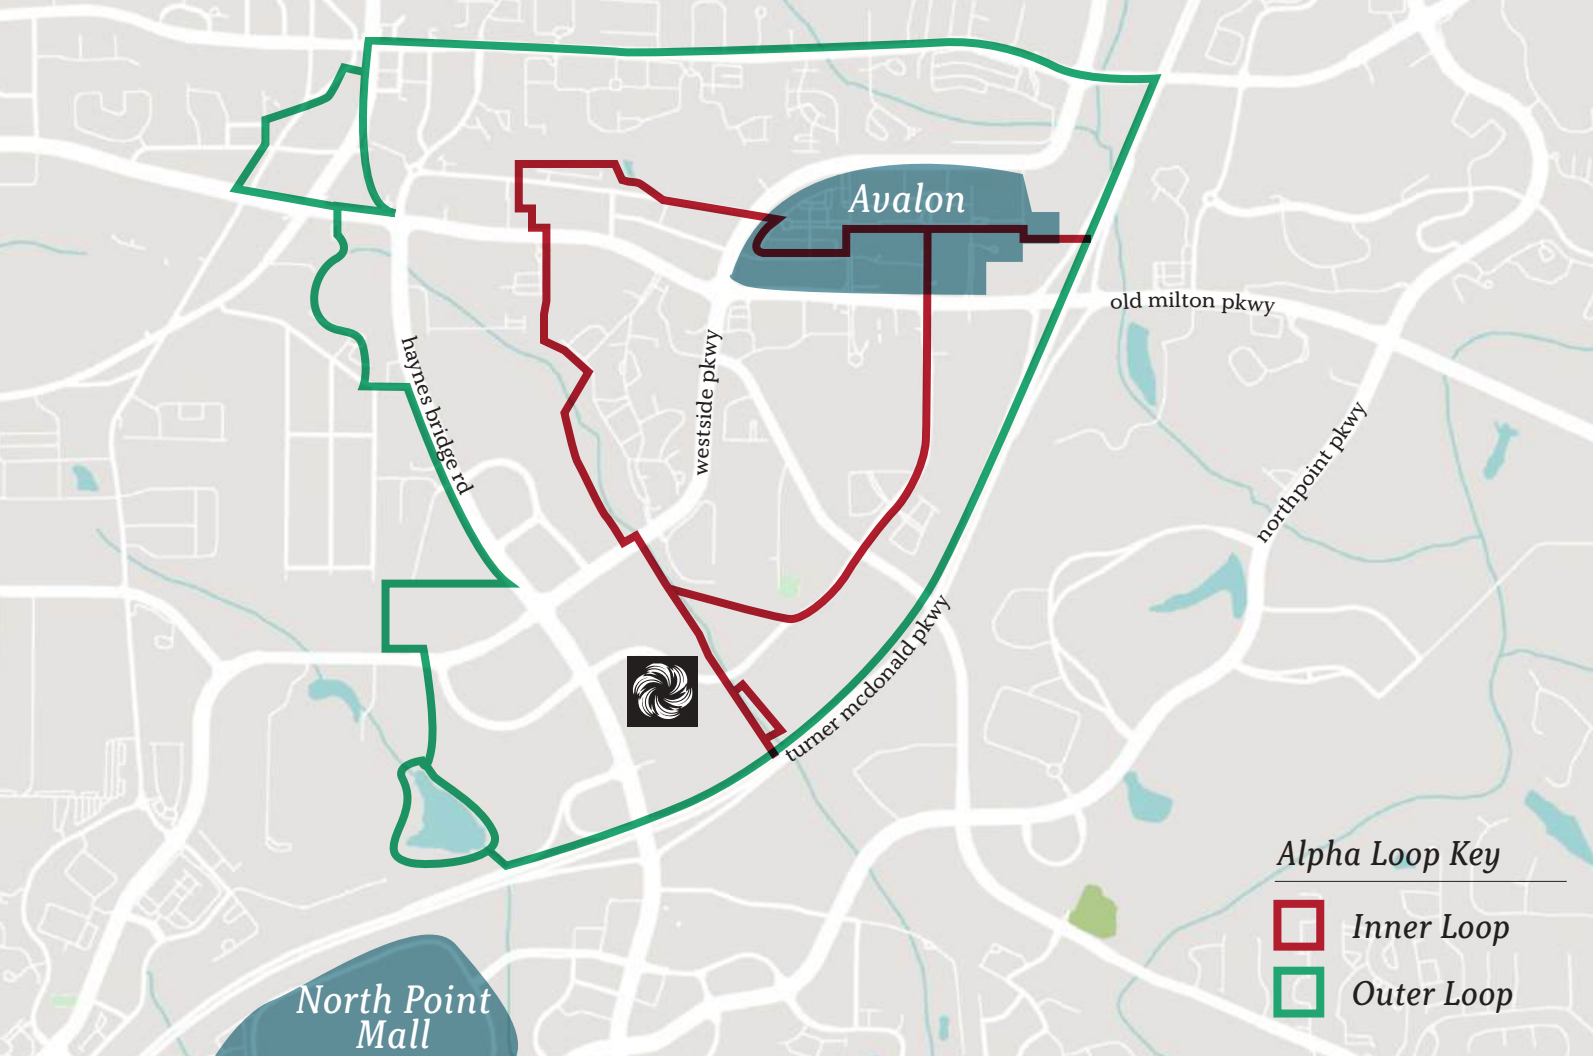 Avalon
old milton pkwy
haynes bridge rd
westside pkwy
northpoint pkwy
turner mcdonald pkwy
Alpha Loop Key
Inner Loop
Outer Loop
North Point
Mall